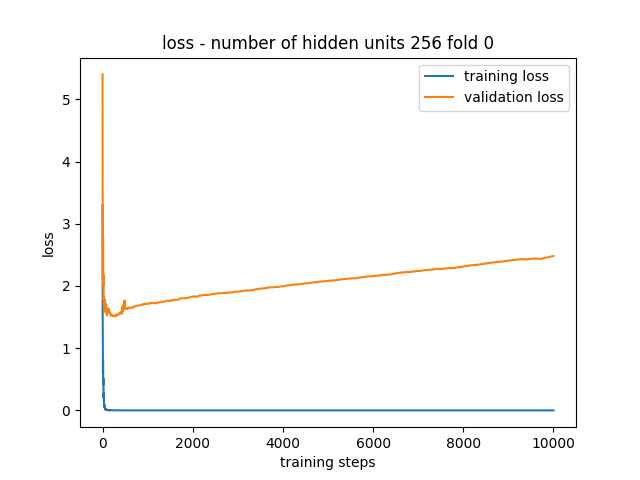 loss - number of hidden units 256 fold 0
training loss
validation loss
5
4
3
2
1
0
loss
0 2000 4000 6000 8000 10000
training steps